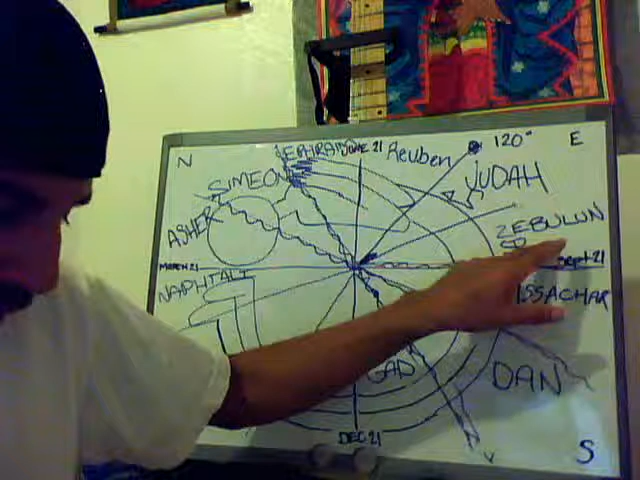 N
E
120°
EPHRAIM
JUNE 21
Reuben
JUDAH
SIMEON
ASHER
ZEBULUN
MARCH 21
Sept 21
NAPHTALI
ISSACHAR
GAD
DAN
DEC 21
S